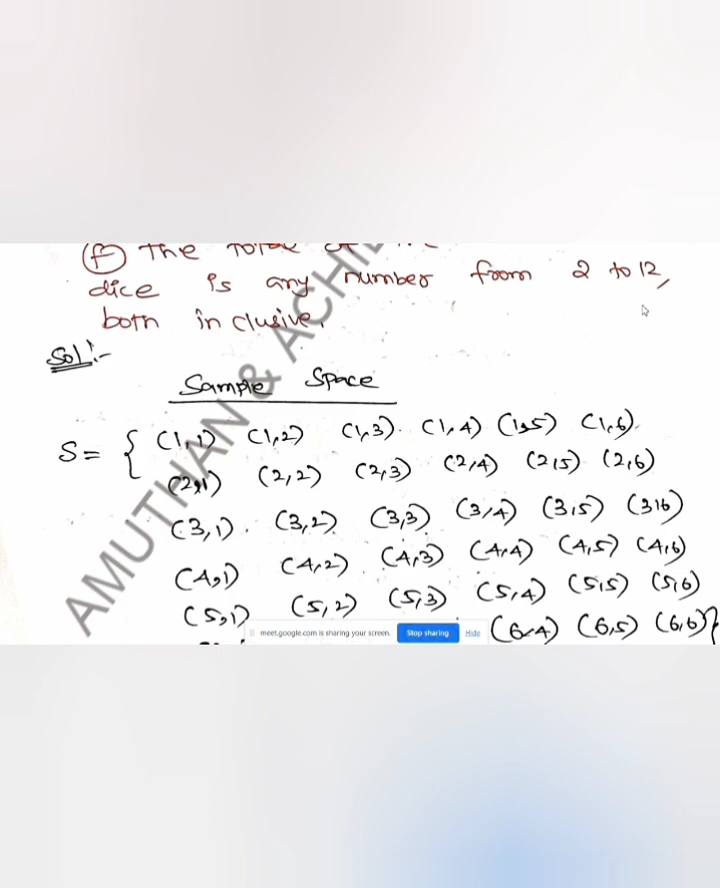 (f) The total
dice is any number from 2 to 12,
both inclusive.
Sol:-
Sample Space
S = { (1,1) (1,2) (1,3). (1,4) (1,5) (1,6).
(2,1) (2,2) (2,3) (2,4) (2,5) (2,6)
(3,1). (3,2) (3,3) (3,4) (3,5) (3,6)
(4,1) (4,2). (4,3) (4,4) (4,5) (4,6)
(5,1) (5,2) (5,3) (5,4) (5,5) (5,6)
(6,4) (6,5) (6,6)}
meet.google.com is sharing your screen. Stop sharing Hide
AMUTHAN & ACHI